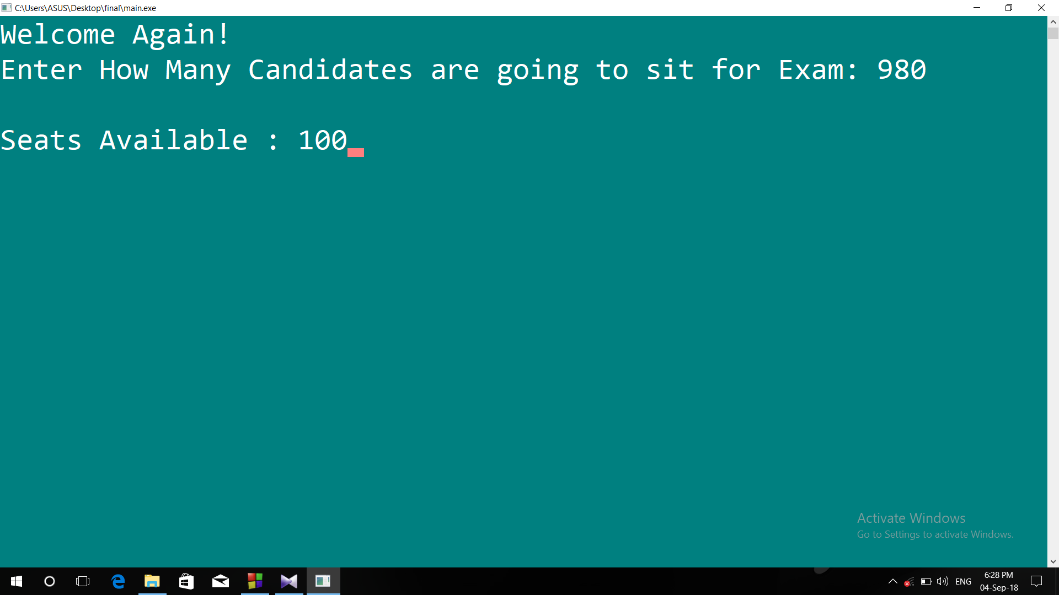 C:\Users\ASUS\Desktop\final\main.exe
Welcome Again!
Enter How Many Candidates are going to sit for Exam: 980
Seats Available : 100
Activate Windows
Go to Settings to activate Windows.
ENG
6:28 PM
04-Sep-18